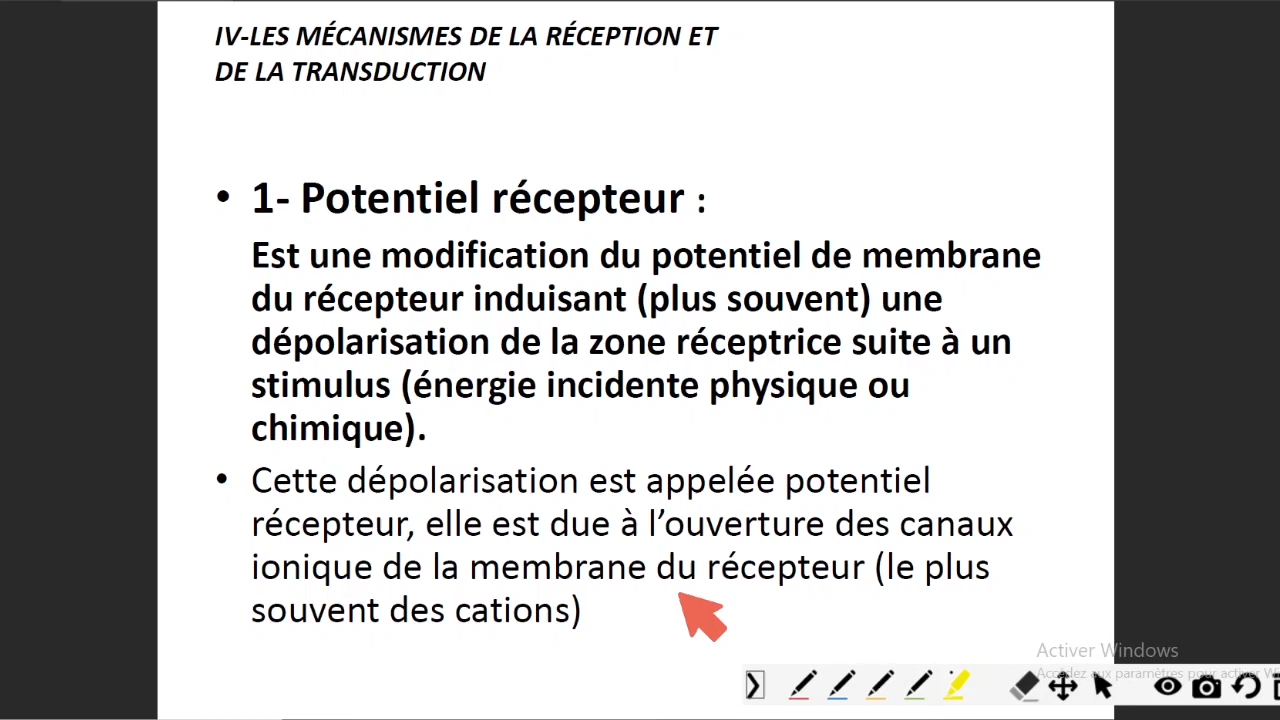 IV-LES MÉCANISMES DE LA RÉCEPTION ET
DE LA TRANSDUCTION
• 1- Potentiel récepteur :
Est une modification du potentiel de membrane
du récepteur induisant (plus souvent) une
dépolarisation de la zone réceptrice suite à un
stimulus (énergie incidente physique ou
chimique).
• Cette dépolarisation est appelée potentiel
récepteur, elle est due à l’ouverture des canaux
ionique de la membrane du récepteur (le plus
souvent des cations)
Activer Windows
Accédez aux paramètres pour activer Wi